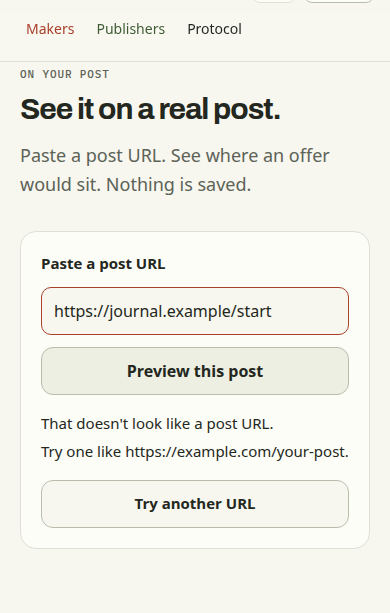 Makers Publishers Protocol
ON YOUR POST
See it on a real post.
Paste a post URL. See where an offer
would sit. Nothing is saved.
Paste a post URL
https://journal.example/start
Preview this post
That doesn't look like a post URL.
Try one like https://example.com/your-post.
Try another URL